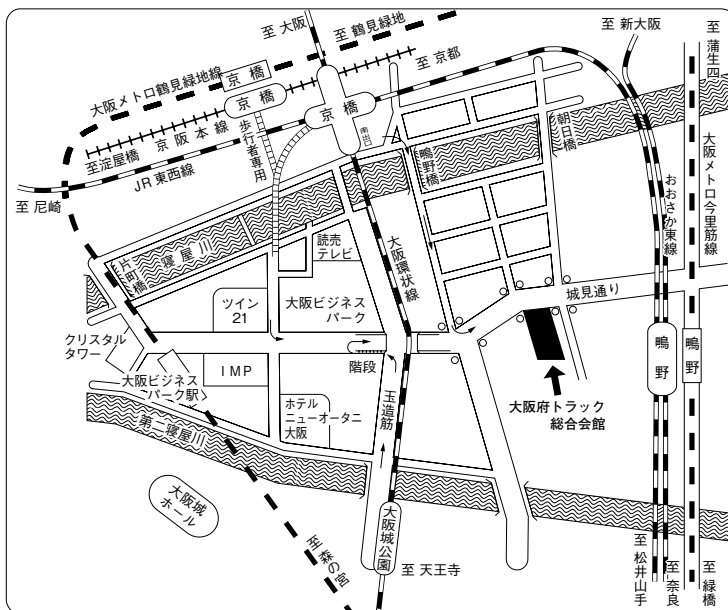 至 大阪
至 鶴見緑地
至 新大阪
至 蒲生四
大阪メトロ鶴見緑地線
京 橋
至 京都
京 橋
京 橋
至淀屋橋
京 阪 本 線
歩行者専用
南出口
鴫野橋
朝日橋
大阪メトロ今里筋線
おおさか東線
JR 東西線
至 尼崎
片町橋
寝 屋 川
読売
テレビ
大阪環状線
城見通り
ツイン
21
大阪ビジネス
パーク
クリスタル
タワー
階段
鴫 野
鴫 野
大阪ビジネス
パーク駅
IMP
玉造筋
大阪府トラック
総合会館
ホテル
ニューオータニ
大阪
第二寝屋川
大阪城
ホール
大阪城公園
至 森の宮
至 天王寺
至 松井山手
至 奈良
至 緑橋